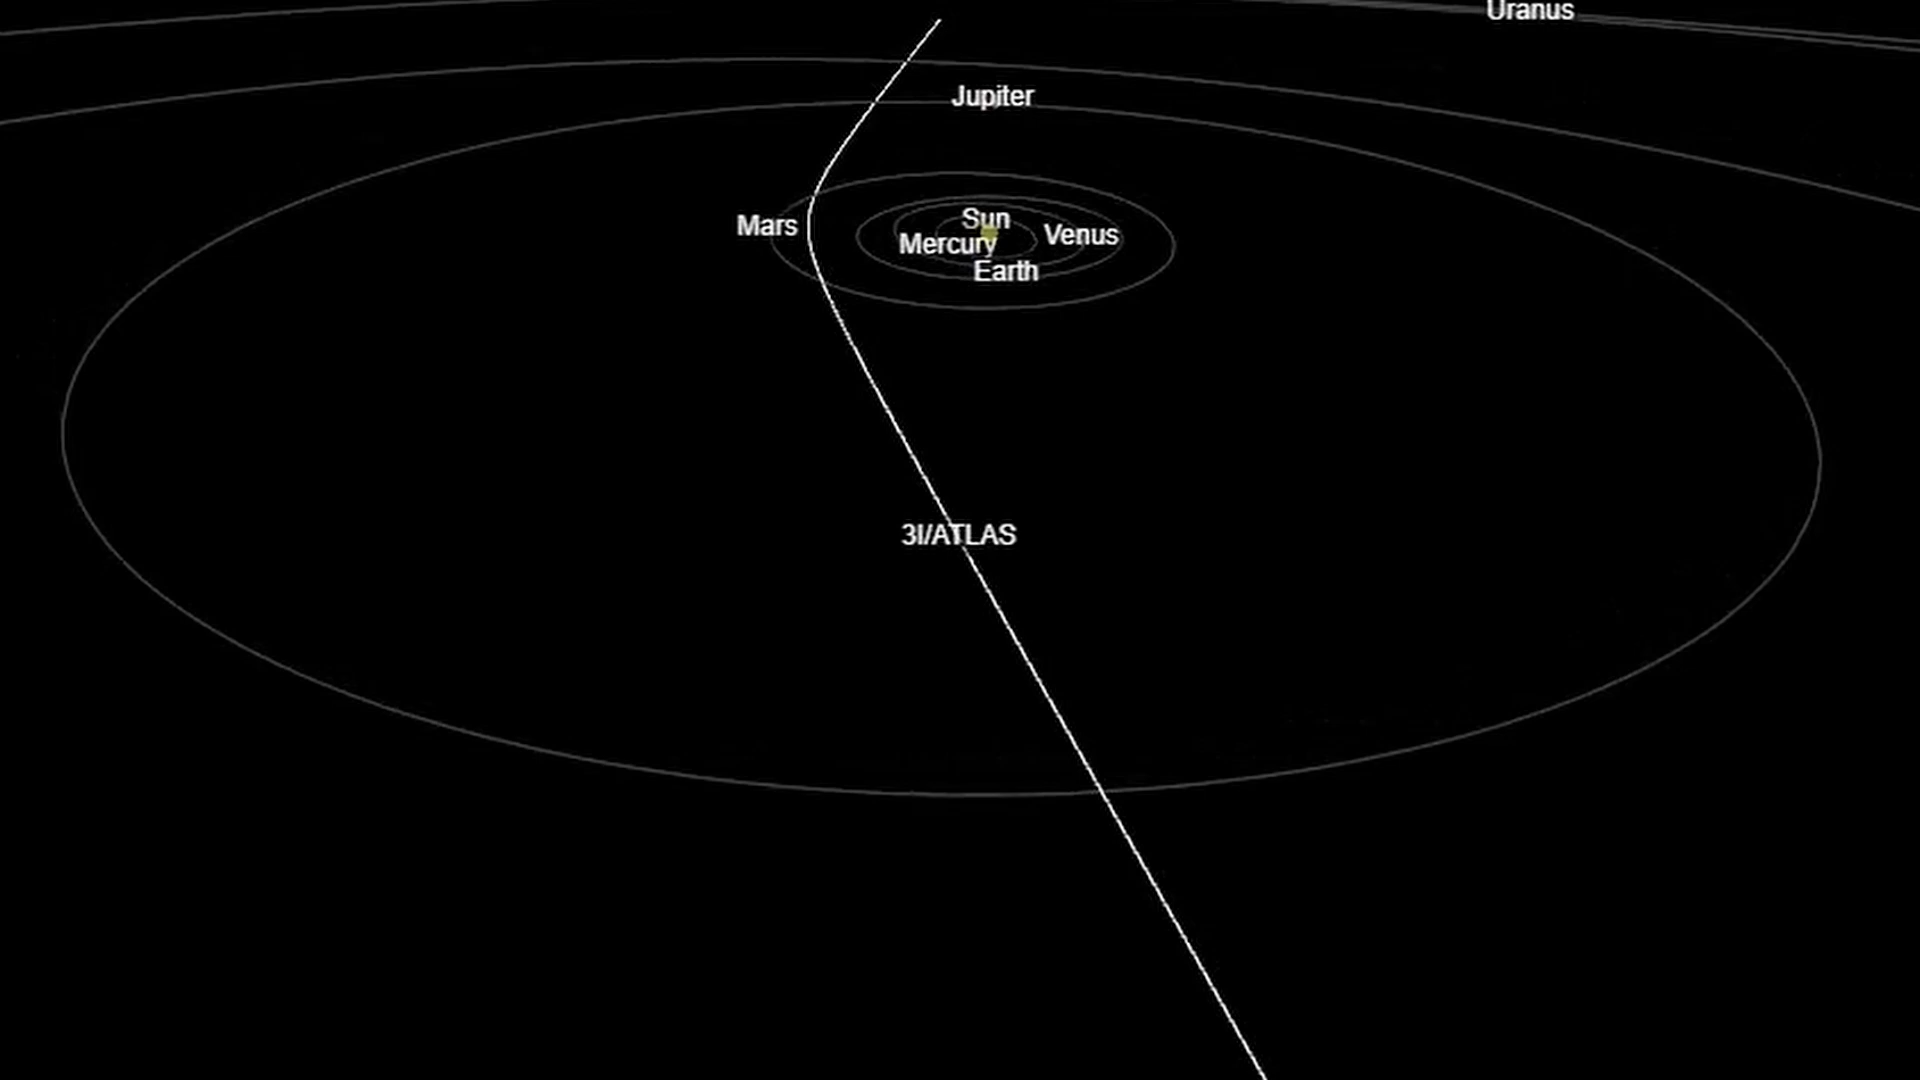 Uranus
Jupiter
Sun
Mars
Mercury
Venus
Earth
3I/ATLAS